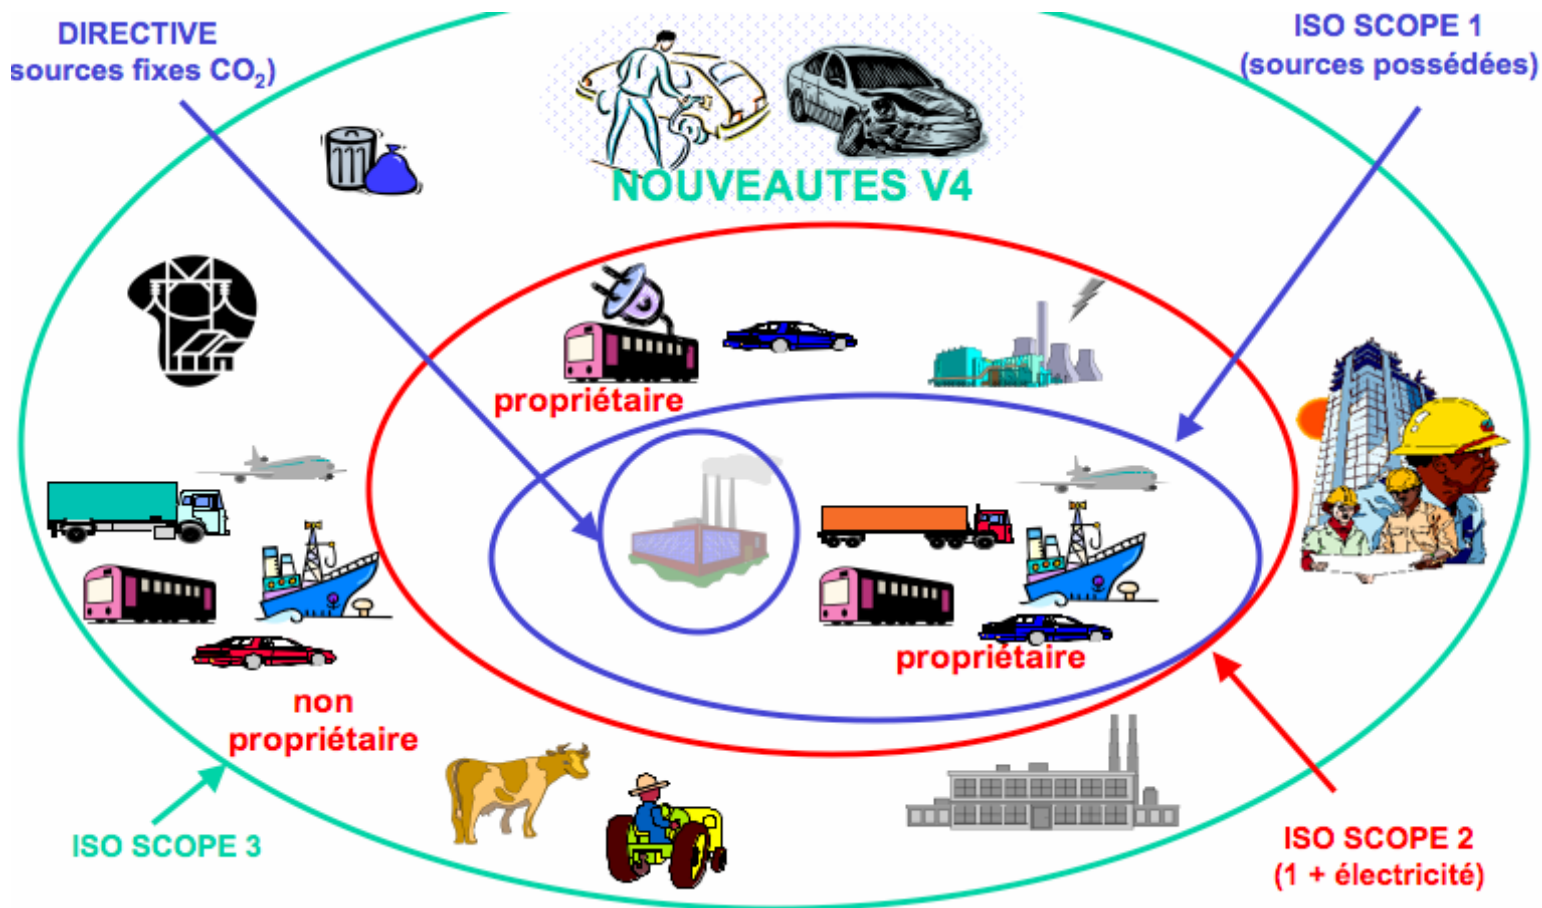 DIRECTIVE
sources fixes CO₂)
ISO SCOPE 1
(sources possédées)
NOUVEAUTES V4
propriétaire
propriétaire
non
propriétaire
ISO SCOPE 3
ISO SCOPE 2
(1 + électricité)